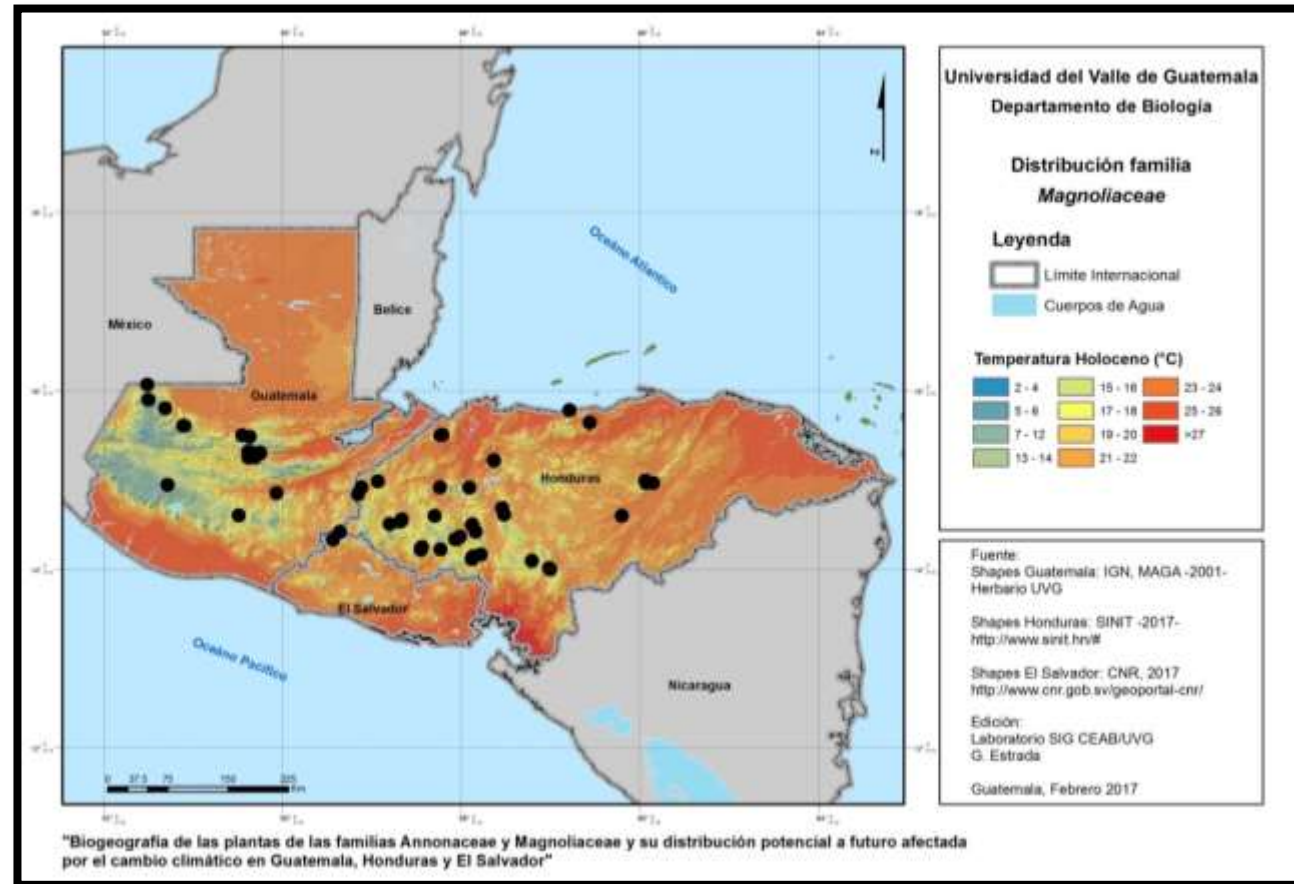 Océano Atlantico
México
Belice
Guatemala
Honduras
El Salvador
Nicaragua
Océano Pacífico
0 37.5 75 150 225
Km
Universidad del Valle de Guatemala
Departamento de Biología
Distribución familia
Magnoliaceae
Leyenda
Límite Internacional
Cuerpos de Agua
Temperatura Holoceno (°C)
2 - 4 15 - 16 23 - 24
5 - 6 17 - 18 25 - 26
7 - 12 19 - 20 >27
13 - 14 21 - 22
Fuente:
Shapes Guatemala: IGN, MAGA -2001-
Herbario UVG
Shapes Honduras: SINIT -2017-
http://www.sinit.hn/#
Shapes El Salvador: CNR, 2017
http://www.cnr.gob.sv/geoportal-cnr/
Edición:
Laboratorio SIG CEAB/UVG
G. Estrada
Guatemala, Febrero 2017
"Biogeografía de las plantas de las familias Annonaceae y Magnoliaceae y su distribución potencial a futuro afectada
por el cambio climático en Guatemala, Honduras y El Salvador"